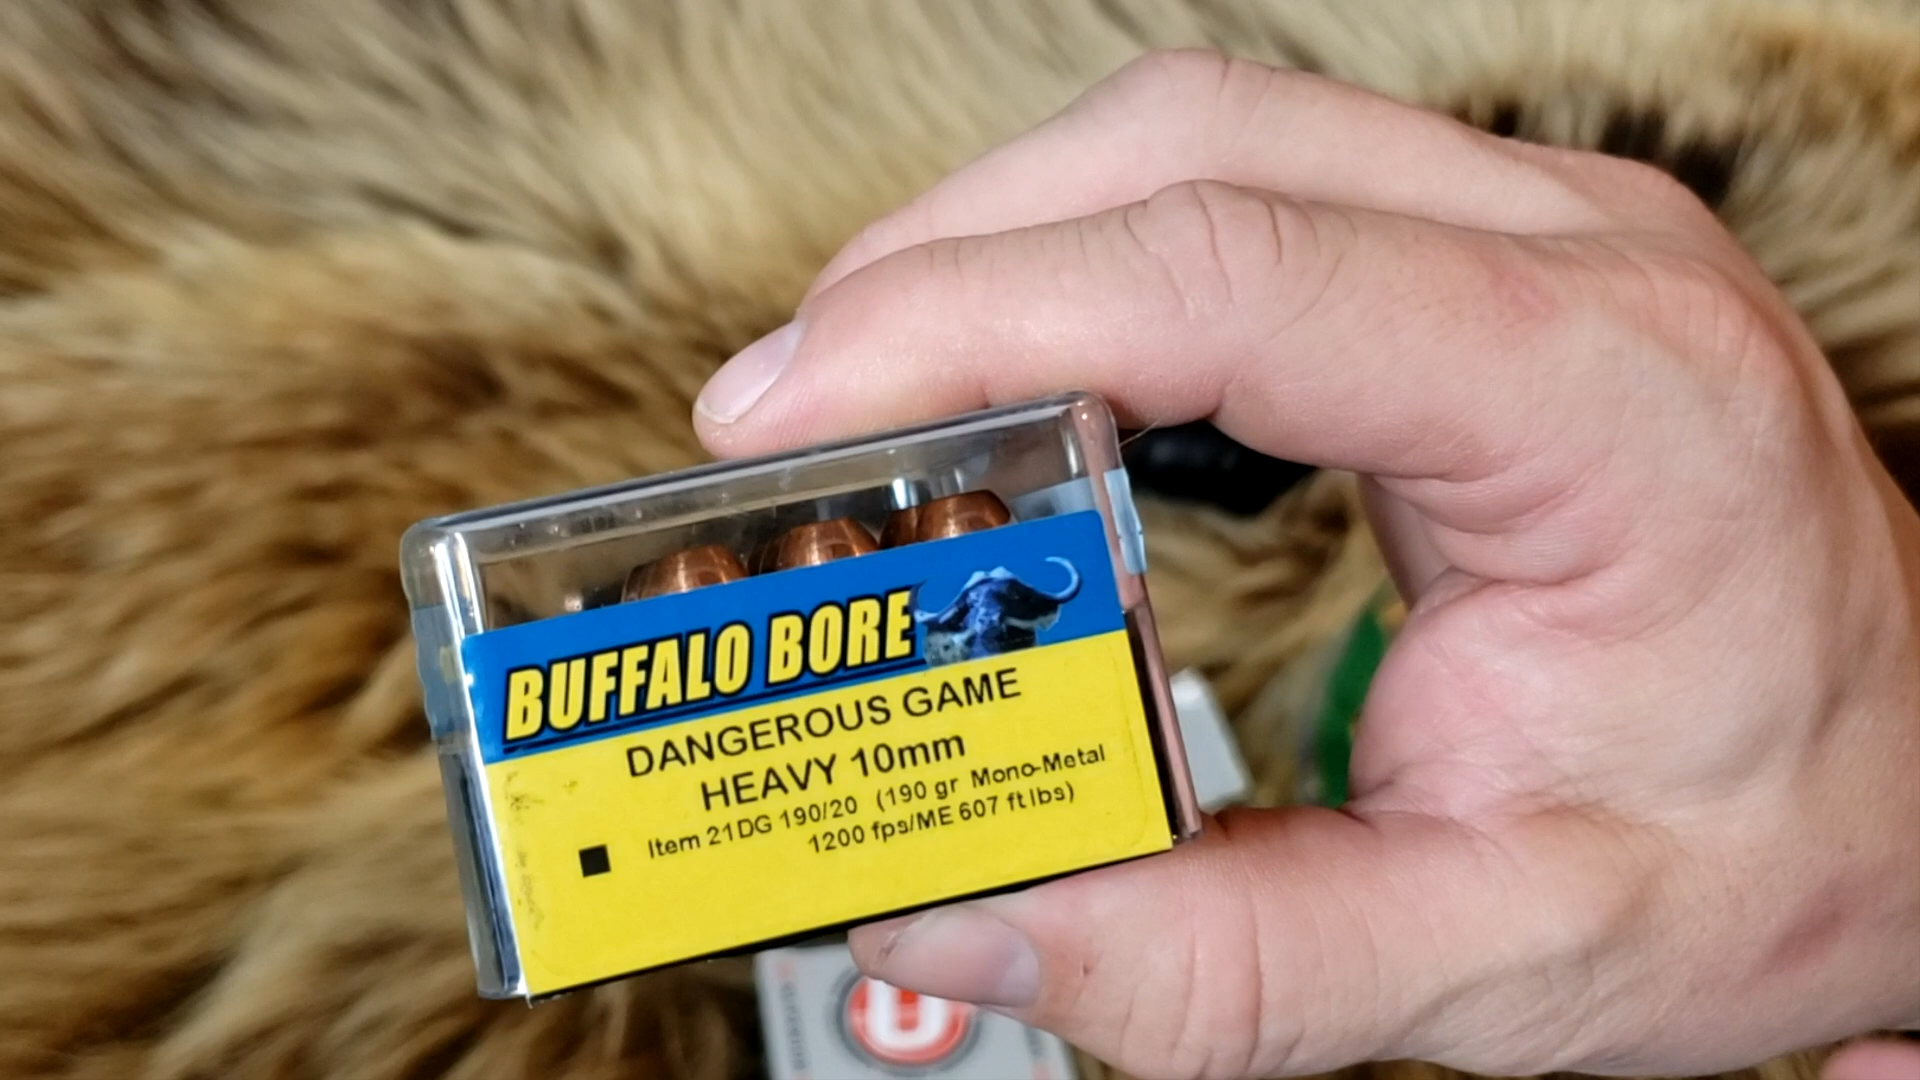 BUFFALO BORE
DANGEROUS GAME
HEAVY 10mm
Item 21DG 190/20 (190 gr Mono-Metal
1200 fps/ME 607 ft lbs)
U